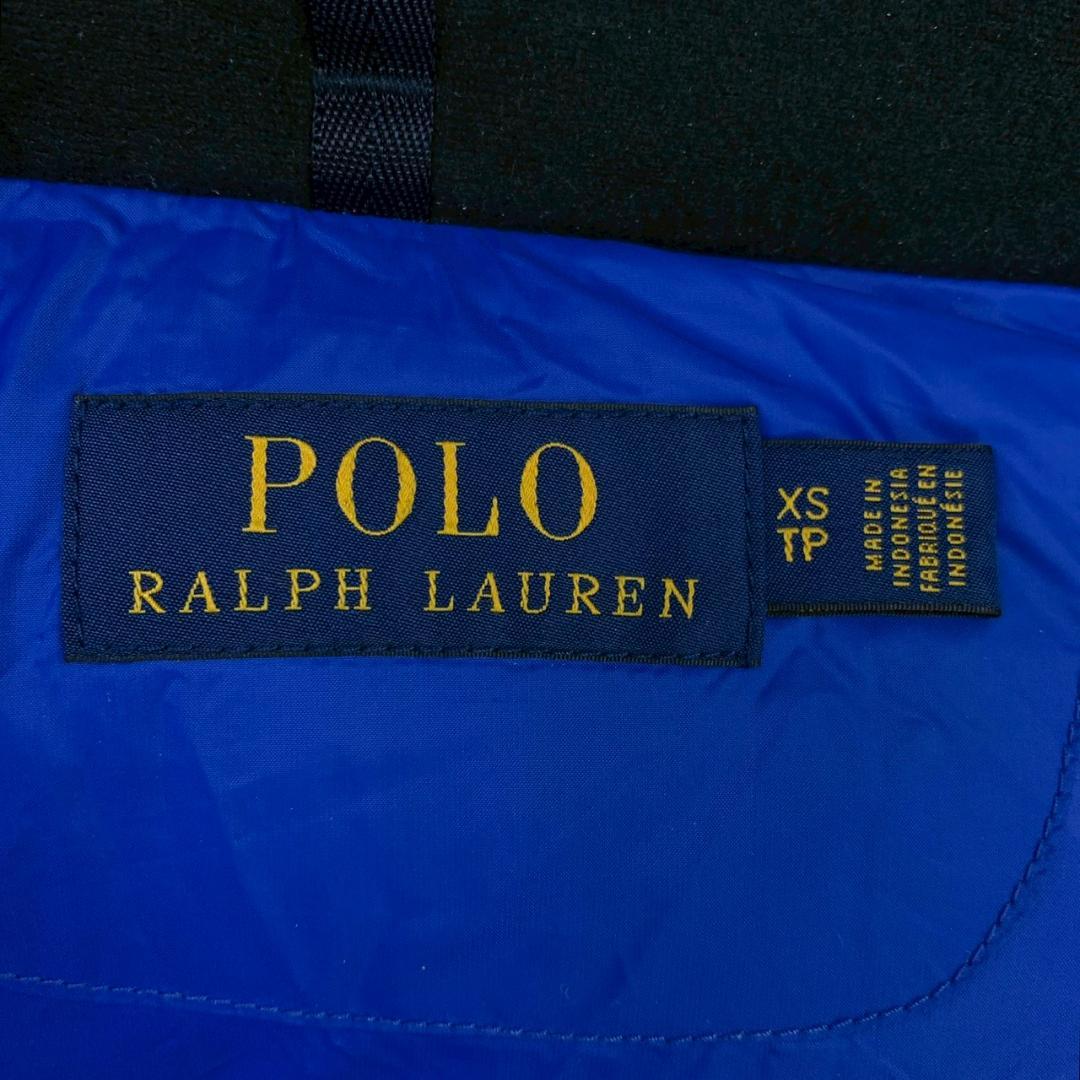 POLO
RALPH LAUREN
XS
TP
MADE IN
INDONESIA
FABRIQUÉ EN
INDONÉSIE